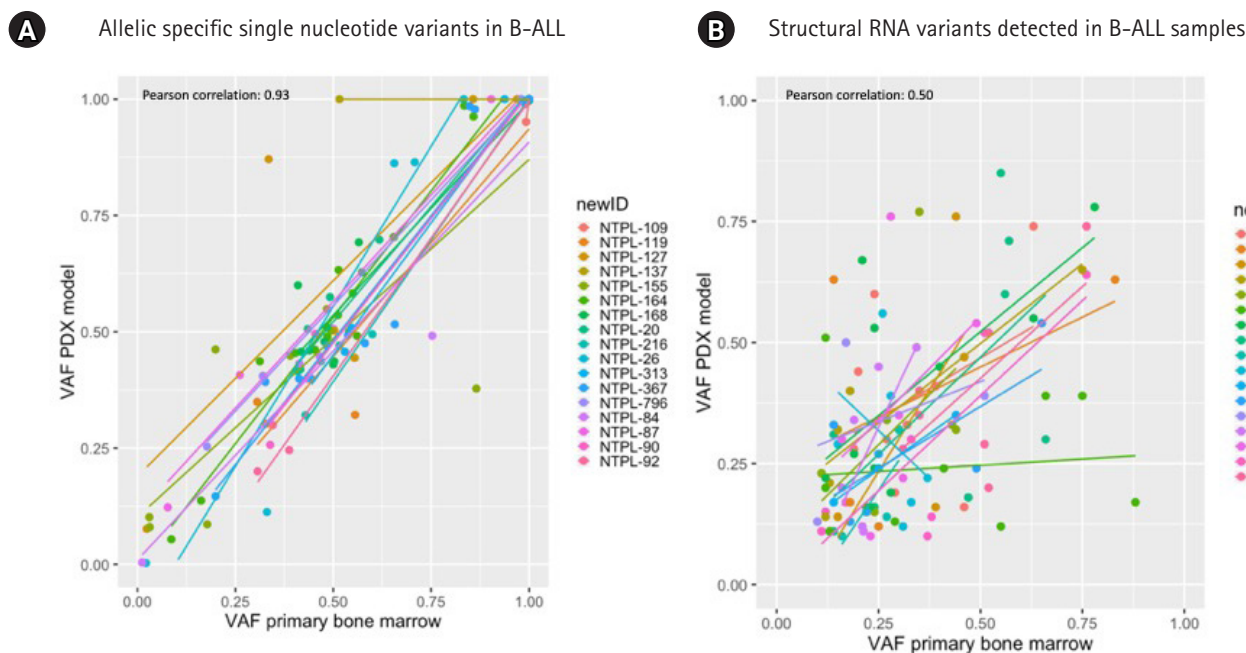 A
Allelic specific single nucleotide variants in B-ALL
Pearson correlation: 0.93
1.00
0.75
0.50
0.25
0.00
VAF PDX model
0.00
0.25
0.50
0.75
1.00
VAF primary bone marrow
newID
NTPL-109
NTPL-119
NTPL-127
NTPL-137
NTPL-155
NTPL-164
NTPL-168
NTPL-20
NTPL-216
NTPL-26
NTPL-313
NTPL-367
NTPL-796
NTPL-84
NTPL-87
NTPL-90
NTPL-92
B
Structural RNA variants detected in B-ALL samples
Pearson correlation: 0.50
1.00
0.75
0.50
0.25
0.00
VAF PDX model
0.00
0.25
0.50
0.75
1.00
VAF primary bone marrow